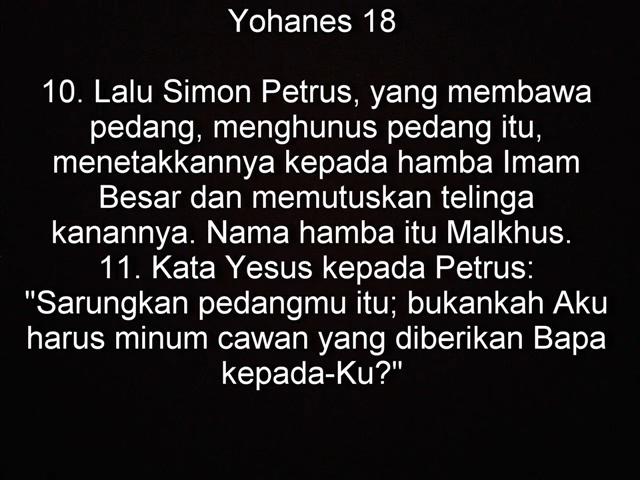 Yohanes 18
10. Lalu Simon Petrus, yang membawa
pedang, menghunus pedang itu,
menetakkannya kepada hamba Imam
Besar dan memutuskan telinga
kanannya. Nama hamba itu Malkhus.
11. Kata Yesus kepada Petrus:
"Sarungkan pedangmu itu; bukankah Aku
harus minum cawan yang diberikan Bapa
kepada-Ku?"